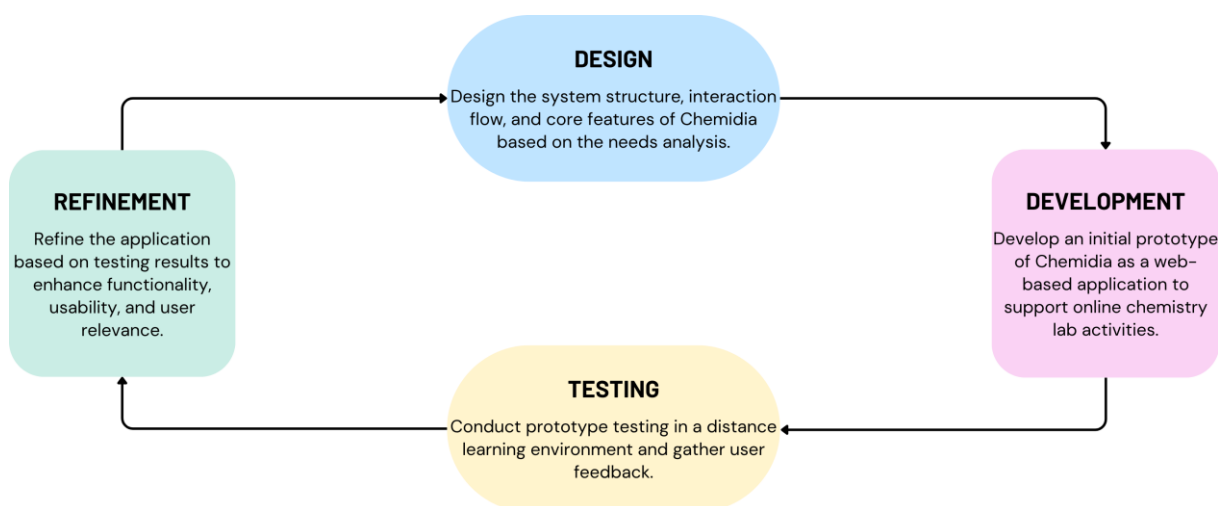 DESIGN
Design the system structure, interaction
flow, and core features of Chemidia
based on the needs analysis.
DEVELOPMENT
Develop an initial prototype
of Chemidia as a web-
based application to
support online chemistry
lab activities.
TESTING
Conduct prototype testing in a distance
learning environment and gather user
feedback.
REFINEMENT
Refine the application
based on testing results to
enhance functionality,
usability, and user
relevance.